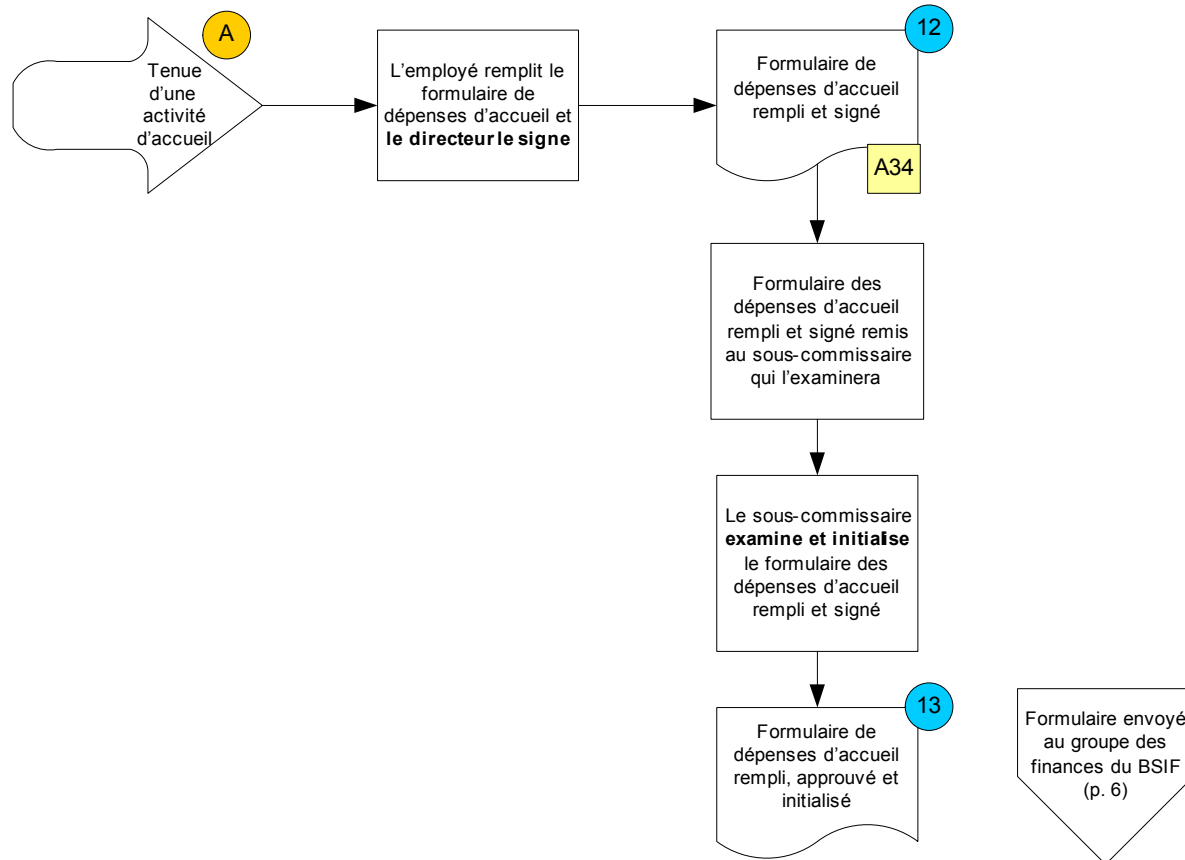 A
Tenue
d'une
activité
d'accueil
L'employé remplit le
formulaire de
dépenses d'accueil et
le directeur le signe
12
Formulaire de
dépenses d'accueil
rempli et signé
A34
Formulaire des
dépenses d'accueil
rempli et signé remis
au sous-commissaire
qui l'examinera
Le sous-commissaire
examine et initialise
le formulaire des
dépenses d'accueil
rempli et signé
13
Formulaire de
dépenses d'accueil
rempli, approuvé et
initialisé
Formulaire envoyé
au groupe des
finances du BSIF
(p. 6)